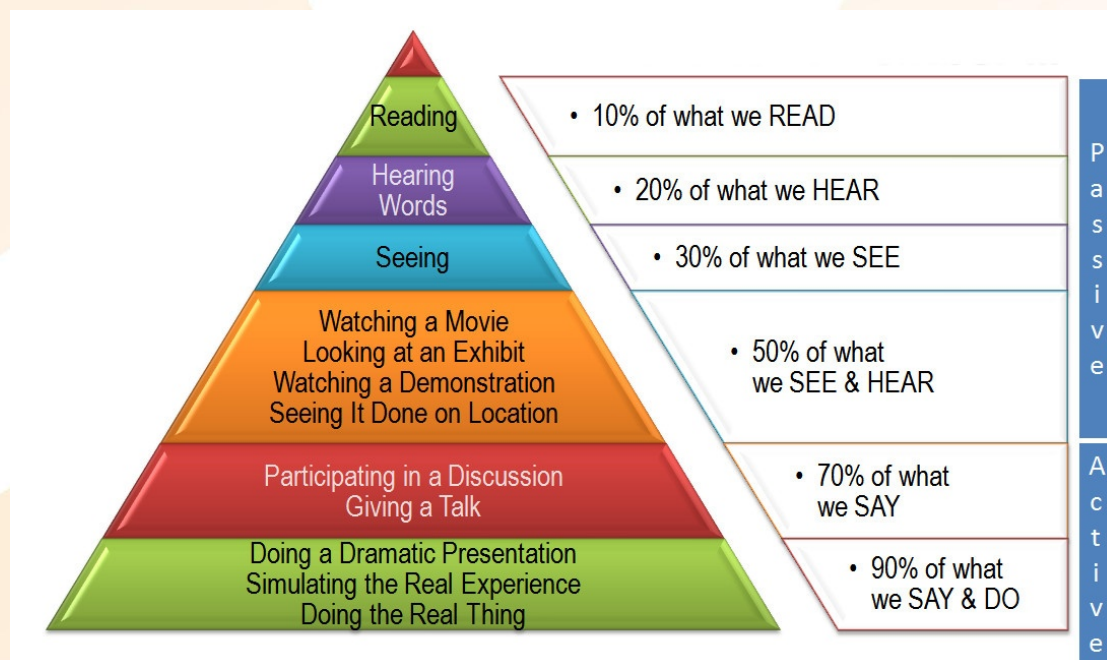 Reading
• 10% of what we READ
Hearing
Words
• 20% of what we HEAR
Seeing
• 30% of what we SEE
Watching a Movie
Looking at an Exhibit
Watching a Demonstration
Seeing It Done on Location
• 50% of what
we SEE & HEAR
Participating in a Discussion
Giving a Talk
• 70% of what
we SAY
Doing a Dramatic Presentation
Simulating the Real Experience
Doing the Real Thing
• 90% of what
we SAY & DO
Passive
Active